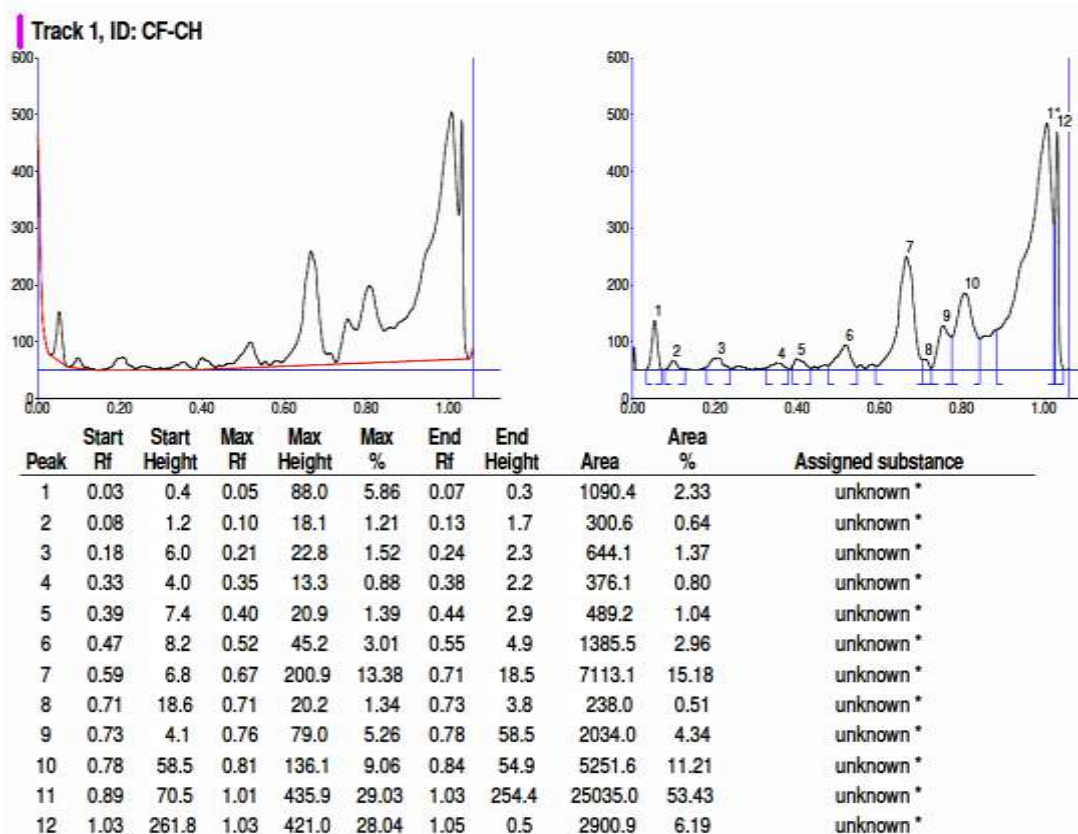 Track 1, ID: CF-CH
600
500
400
300
200
100
0
0.00 0.20 0.40 0.60 0.80 1.00
600
500
400
300
200
100
0
1 2 3 4 5 6 7 8 9 10 11 12
0.00 0.20 0.40 0.60 0.80 1.00
Start Start Max Max Max End End Area
Peak Rf Height Rf Height % Rf Height Area % Assigned substance
1 0.03 0.4 0.05 88.0 5.86 0.07 0.3 1090.4 2.33 unknown *
2 0.08 1.2 0.10 18.1 1.21 0.13 1.7 300.6 0.64 unknown *
3 0.18 6.0 0.21 22.8 1.52 0.24 2.3 644.1 1.37 unknown *
4 0.33 4.0 0.35 13.3 0.88 0.38 2.2 376.1 0.80 unknown *
5 0.39 7.4 0.40 20.9 1.39 0.44 2.9 489.2 1.04 unknown *
6 0.47 8.2 0.52 45.2 3.01 0.55 4.9 1385.5 2.96 unknown *
7 0.59 6.8 0.67 200.9 13.38 0.71 18.5 7113.1 15.18 unknown *
8 0.71 18.6 0.71 20.2 1.34 0.73 3.8 238.0 0.51 unknown *
9 0.73 4.1 0.76 79.0 5.26 0.78 58.5 2034.0 4.34 unknown *
10 0.78 58.5 0.81 136.1 9.06 0.84 54.9 5251.6 11.21 unknown *
11 0.89 70.5 1.01 435.9 29.03 1.03 254.4 25035.0 53.43 unknown *
12 1.03 261.8 1.03 421.0 28.04 1.05 0.5 2900.9 6.19 unknown *